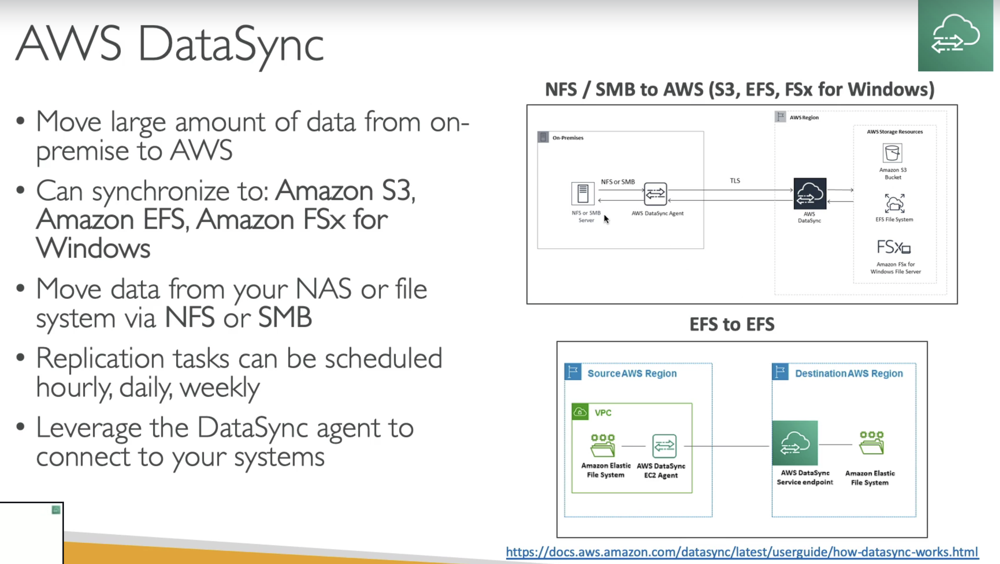 AWS DataSync
• Move large amount of data from on-
premise to AWS
• Can synchronize to: Amazon S3,
Amazon EFS, Amazon FSx for
Windows
• Move data from your NAS or file
system via NFS or SMB
• Replication tasks can be scheduled
hourly, daily, weekly
• Leverage the DataSync agent to
connect to your systems
NFS / SMB to AWS (S3, EFS, FSx for Windows)
On-Premises
NFS or SMB
NFS or SMB
Server
AWS DataSync Agent
TLS
AWS Region
AWS
DataSync
AWS Storage Resources
Amazon S3
Bucket
EFS File System
FSx
Amazon FSx for
Windows File Server
EFS to EFS
Source AWS Region
VPC
Amazon Elastic
File System
AWS DataSync
EC2 Agent
Destination AWS Region
AWS DataSync
Service endpoint
Amazon Elastic
File System
https://docs.aws.amazon.com/datasync/latest/userguide/how-datasync-works.html